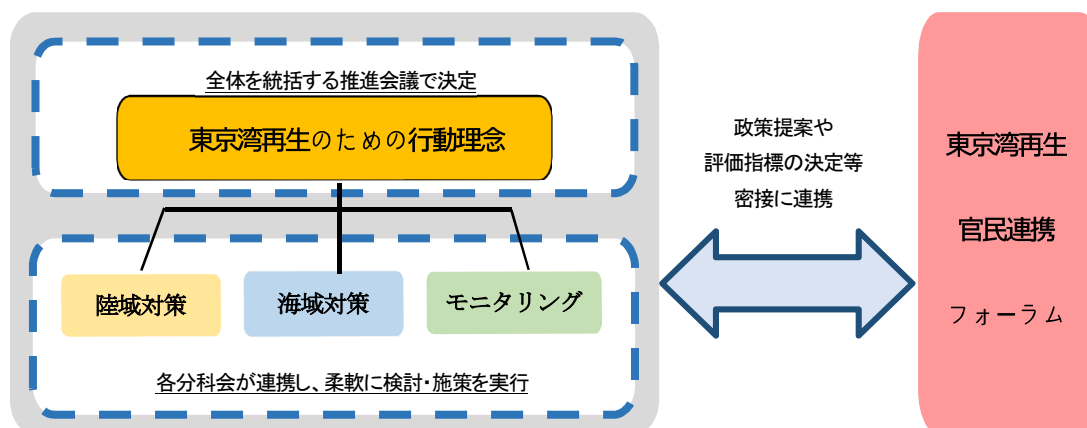 全体を統括する推進会議で決定
東京湾再生のための行動理念
陸域対策
海域対策
モニタリング
各分科会が連携し、柔軟に検討・施策を実行
政策提案や
評価指標の決定等
密接に連携
東京湾再生
官民連携
フォーラム